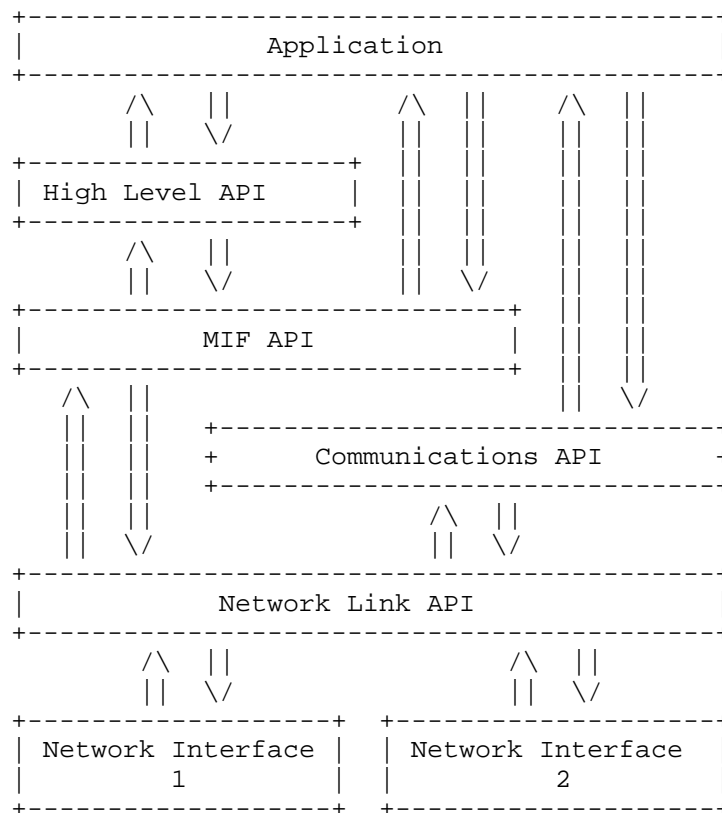 Application
High Level API
MIF API
Communications API
Network Link API
Network Interface 1
Network Interface 2